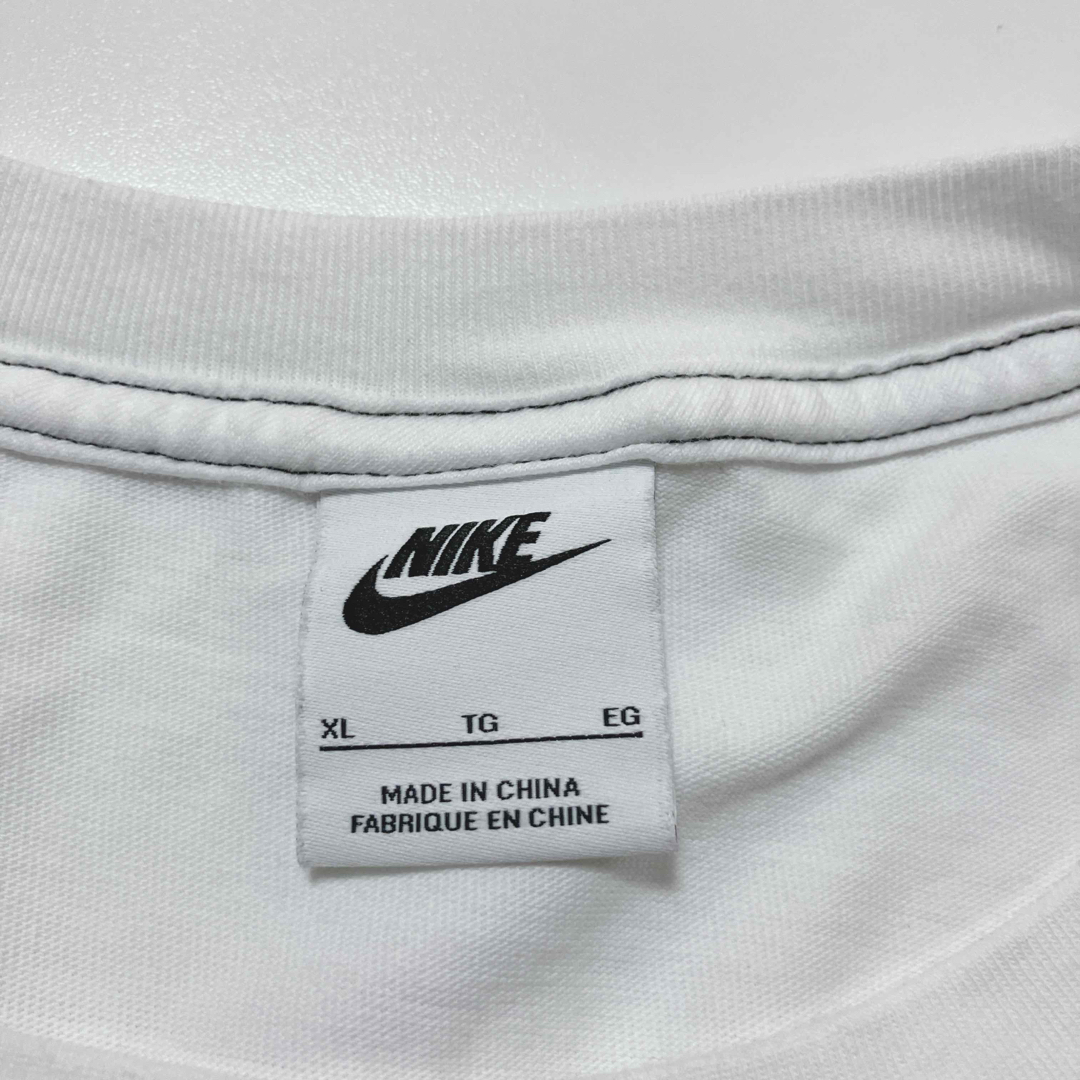 NIKE
XL TG EG
MADE IN CHINA
FABRIQUE EN CHINE